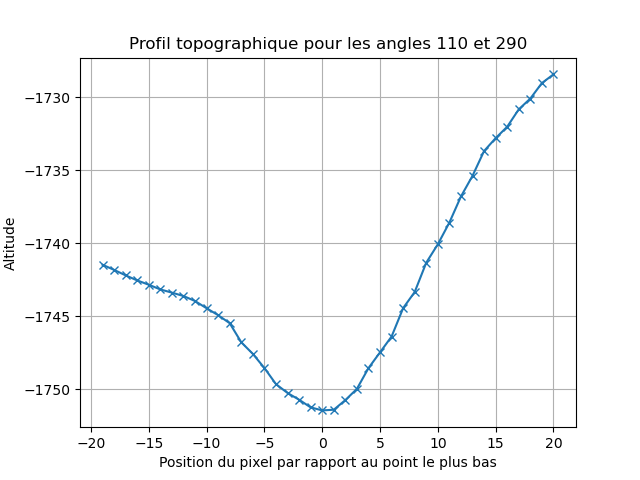 Profil topographique pour les angles 110 et 290
−1730
−1735
−1740
−1745
−1750
Altitude
−20 −15 −10 −5 0 5 10 15 20
Position du pixel par rapport au point le plus bas